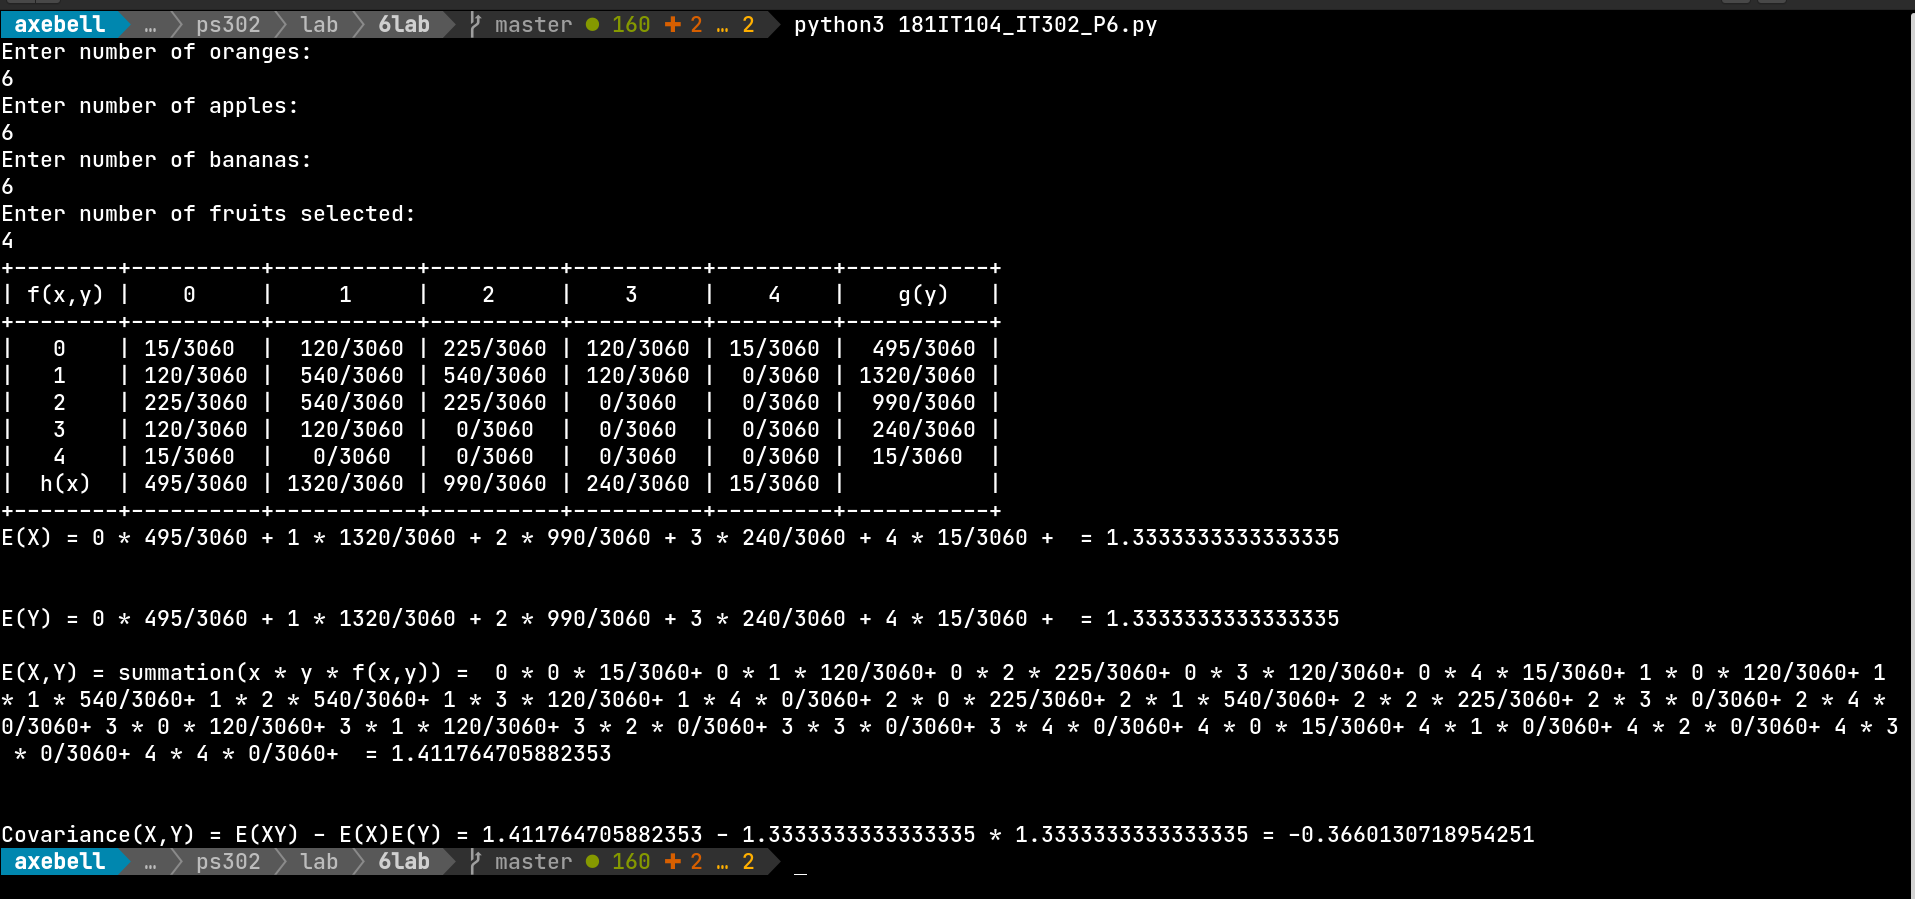 axebell … ps302 lab 6lab master ● 160 ✚ 2 … 2 python3 181IT104_IT302_P6.py
Enter number of oranges:
6
Enter number of apples:
6
Enter number of bananas:
6
Enter number of fruits selected:
4
+--------+----------+-----------+----------+----------+---------+-----------+
| f(x,y) |    0     |     1     |    2     |    3     |    4    |    g(y)   |
+--------+----------+-----------+----------+----------+---------+-----------+
|   0    | 15/3060  |  120/3060 | 225/3060 | 120/3060 | 15/3060 |  495/3060 |
|   1    | 120/3060 |  540/3060 | 540/3060 | 120/3060 |  0/3060 | 1320/3060 |
|   2    | 225/3060 |  540/3060 | 225/3060 |  0/3060  |  0/3060 |  990/3060 |
|   3    | 120/3060 |  120/3060 |  0/3060  |  0/3060  |  0/3060 |  240/3060 |
|   4    | 15/3060  |   0/3060  |  0/3060  |  0/3060  |  0/3060 |  15/3060  |
|  h(x)  | 495/3060 | 1320/3060 | 990/3060 | 240/3060 | 15/3060 |           |
+--------+----------+-----------+----------+----------+---------+-----------+
E(X) = 0 * 495/3060 + 1 * 1320/3060 + 2 * 990/3060 + 3 * 240/3060 + 4 * 15/3060 +  = 1.3333333333333335
E(Y) = 0 * 495/3060 + 1 * 1320/3060 + 2 * 990/3060 + 3 * 240/3060 + 4 * 15/3060 +  = 1.3333333333333335
E(X,Y) = summation(x * y * f(x,y)) =  0 * 0 * 15/3060+ 0 * 1 * 120/3060+ 0 * 2 * 225/3060+ 0 * 3 * 120/3060+ 0 * 4 * 15/3060+ 1 * 0 * 120/3060+ 1
* 1 * 540/3060+ 1 * 2 * 540/3060+ 1 * 3 * 120/3060+ 1 * 4 * 0/3060+ 2 * 0 * 225/3060+ 2 * 1 * 540/3060+ 2 * 2 * 225/3060+ 2 * 3 * 0/3060+ 2 * 4 *
0/3060+ 3 * 0 * 120/3060+ 3 * 1 * 120/3060+ 3 * 2 * 0/3060+ 3 * 3 * 0/3060+ 3 * 4 * 0/3060+ 4 * 0 * 15/3060+ 4 * 1 * 0/3060+ 4 * 2 * 0/3060+ 4 * 3
 * 0/3060+ 4 * 4 * 0/3060+  = 1.411764705882353
Covariance(X,Y) = E(XY) - E(X)E(Y) = 1.411764705882353 - 1.3333333333333335 * 1.3333333333333335 = -0.3660130718954251
axebell … ps302 lab 6lab master ● 160 ✚ 2 … 2 _